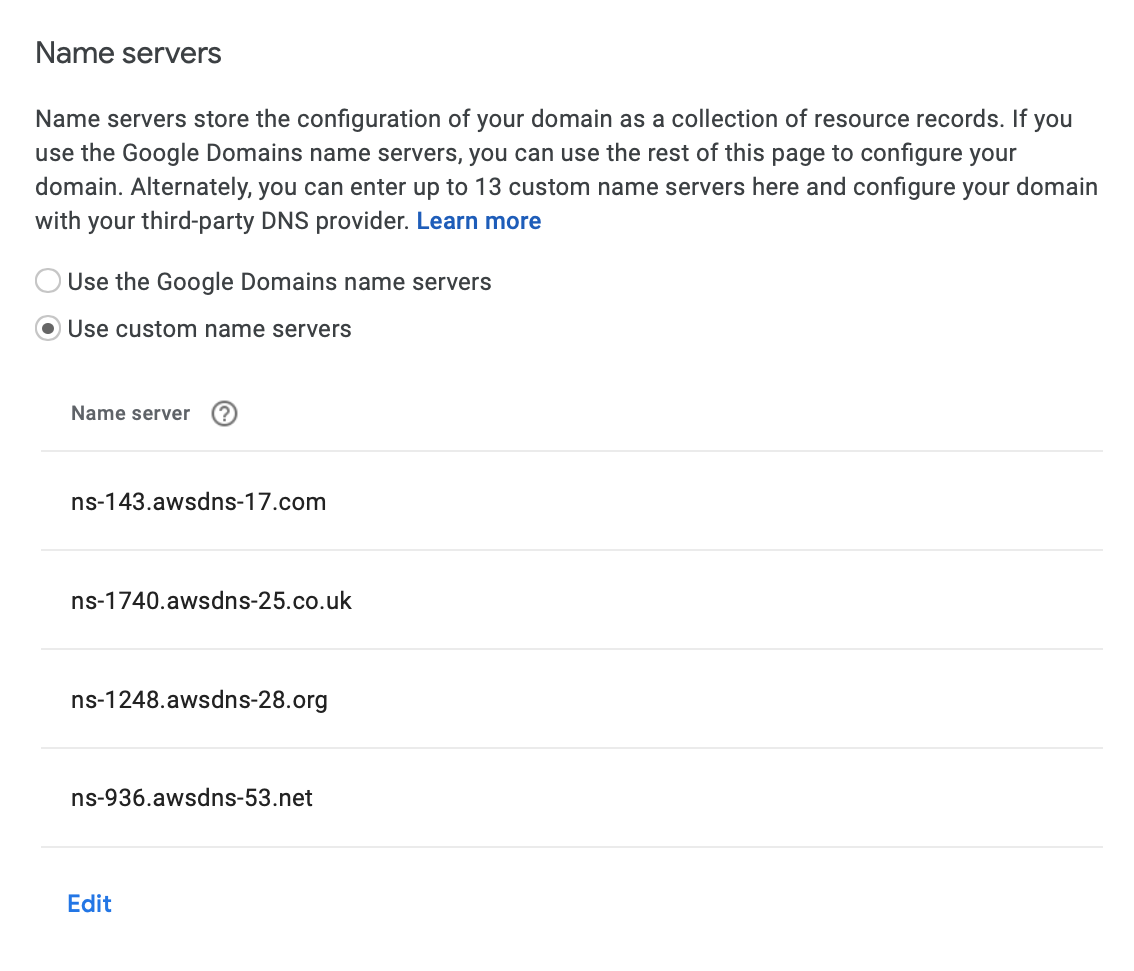 Name servers
Name servers store the configuration of your domain as a collection of resource records. If you
use the Google Domains name servers, you can use the rest of this page to configure your
domain. Alternately, you can enter up to 13 custom name servers here and configure your domain
with your third-party DNS provider. Learn more
Use the Google Domains name servers
Use custom name servers
Name server ?
ns-143.awsdns-17.com
ns-1740.awsdns-25.co.uk
ns-1248.awsdns-28.org
ns-936.awsdns-53.net
Edit